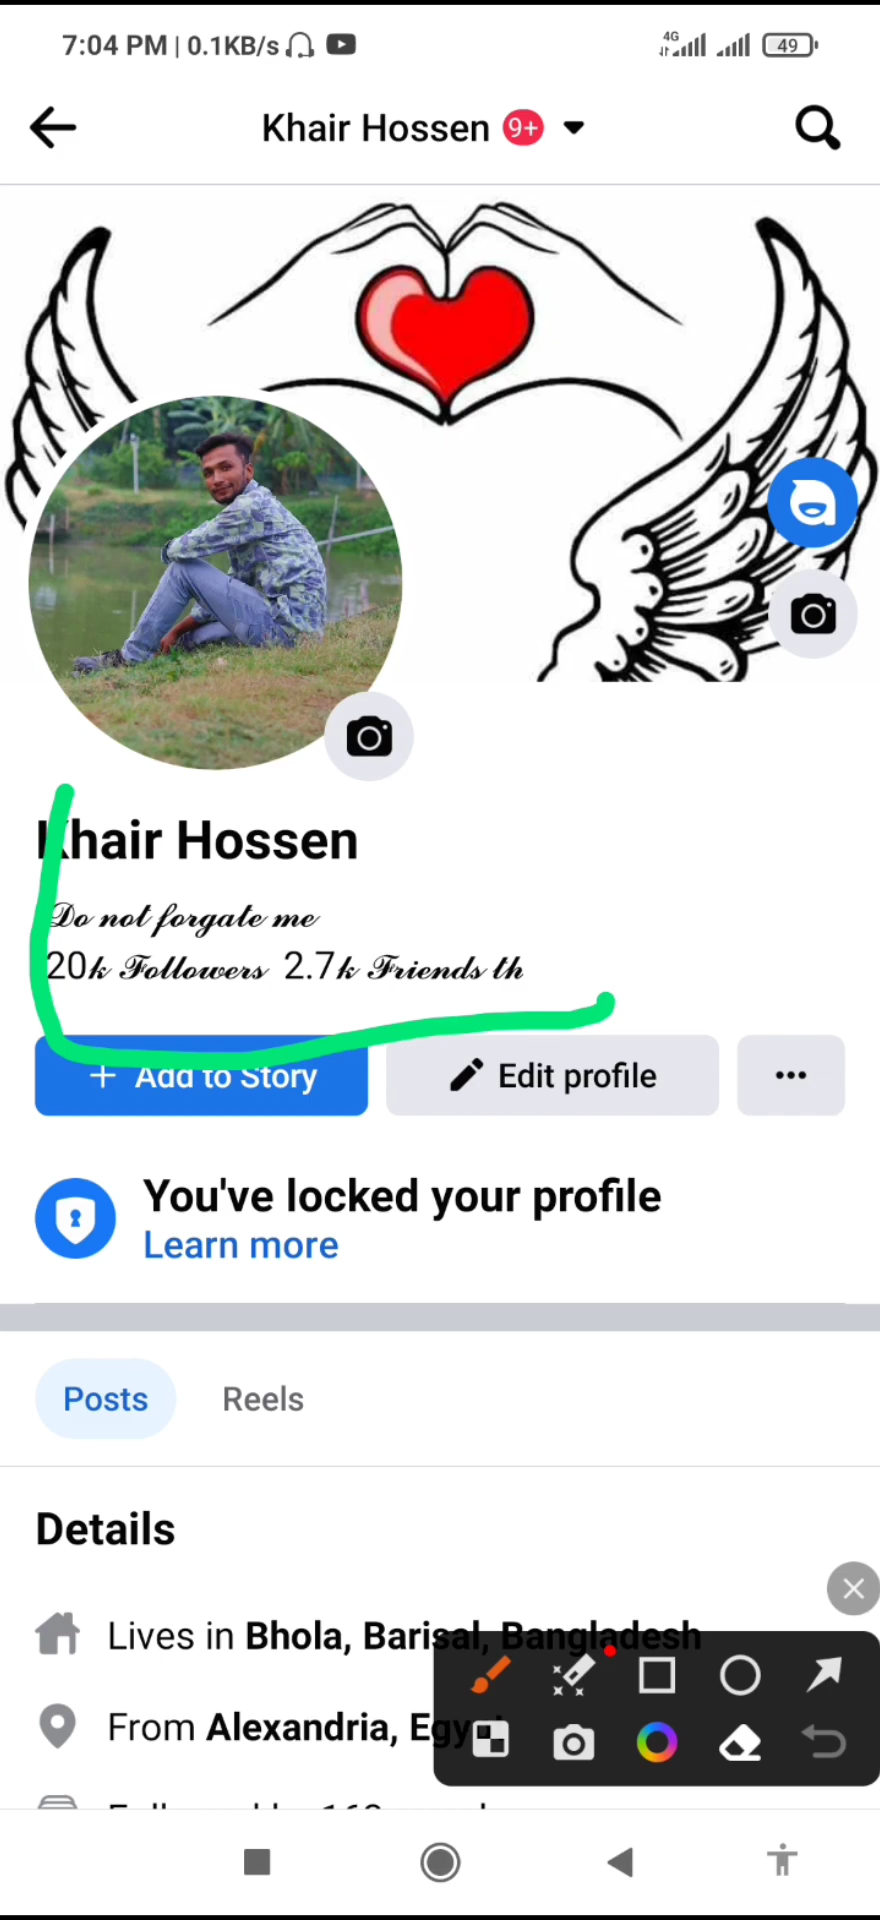 7:04 PM | 0.1KB/s
4G
49
Khair Hossen 9+
Khair Hossen
Do not forgate me
20k Followers 2.7k Friends th
+ Add to Story
Edit profile
You've locked your profile
Learn more
Posts
Reels
Details
Lives in Bhola, Barisal, Bangladesh
From Alexandria,